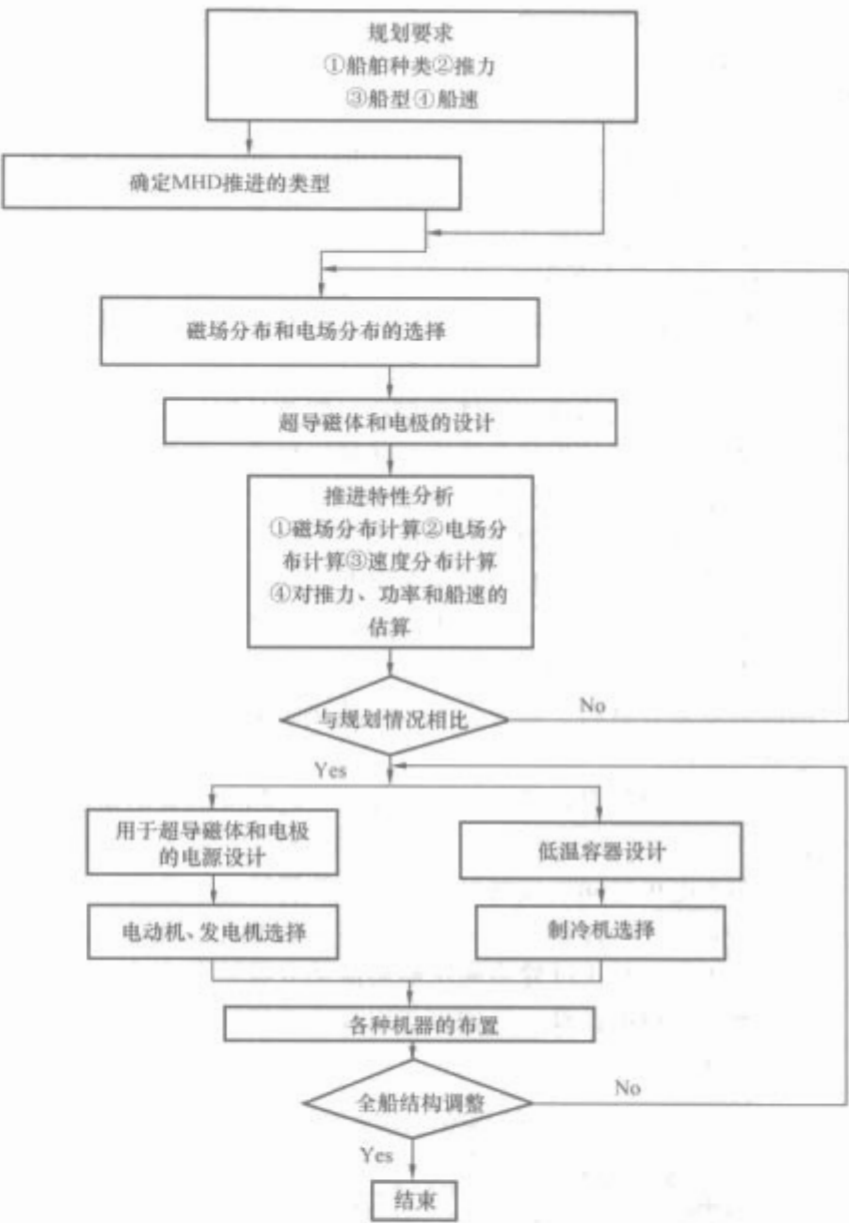 规划要求
①船舶种类②推力
③船型④船速
确定MHD推进的类型
磁场分布和电场分布的选择
超导磁体和电极的设计
推进特性分析
①磁场分布计算②电场分
布计算③速度分布计算
④对推力、功率和船速的
估算
与规划情况相比
No
Yes
用于超导磁体和电极
的电源设计
低温容器设计
电动机、发电机选择
制冷机选择
各种机器的布置
全船结构调整
No
Yes
结束